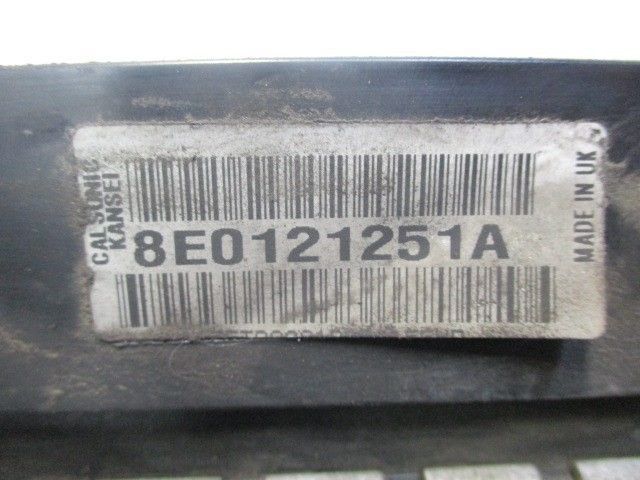 CALSONIC
KANSEI
8E0121251A
MADE IN UK